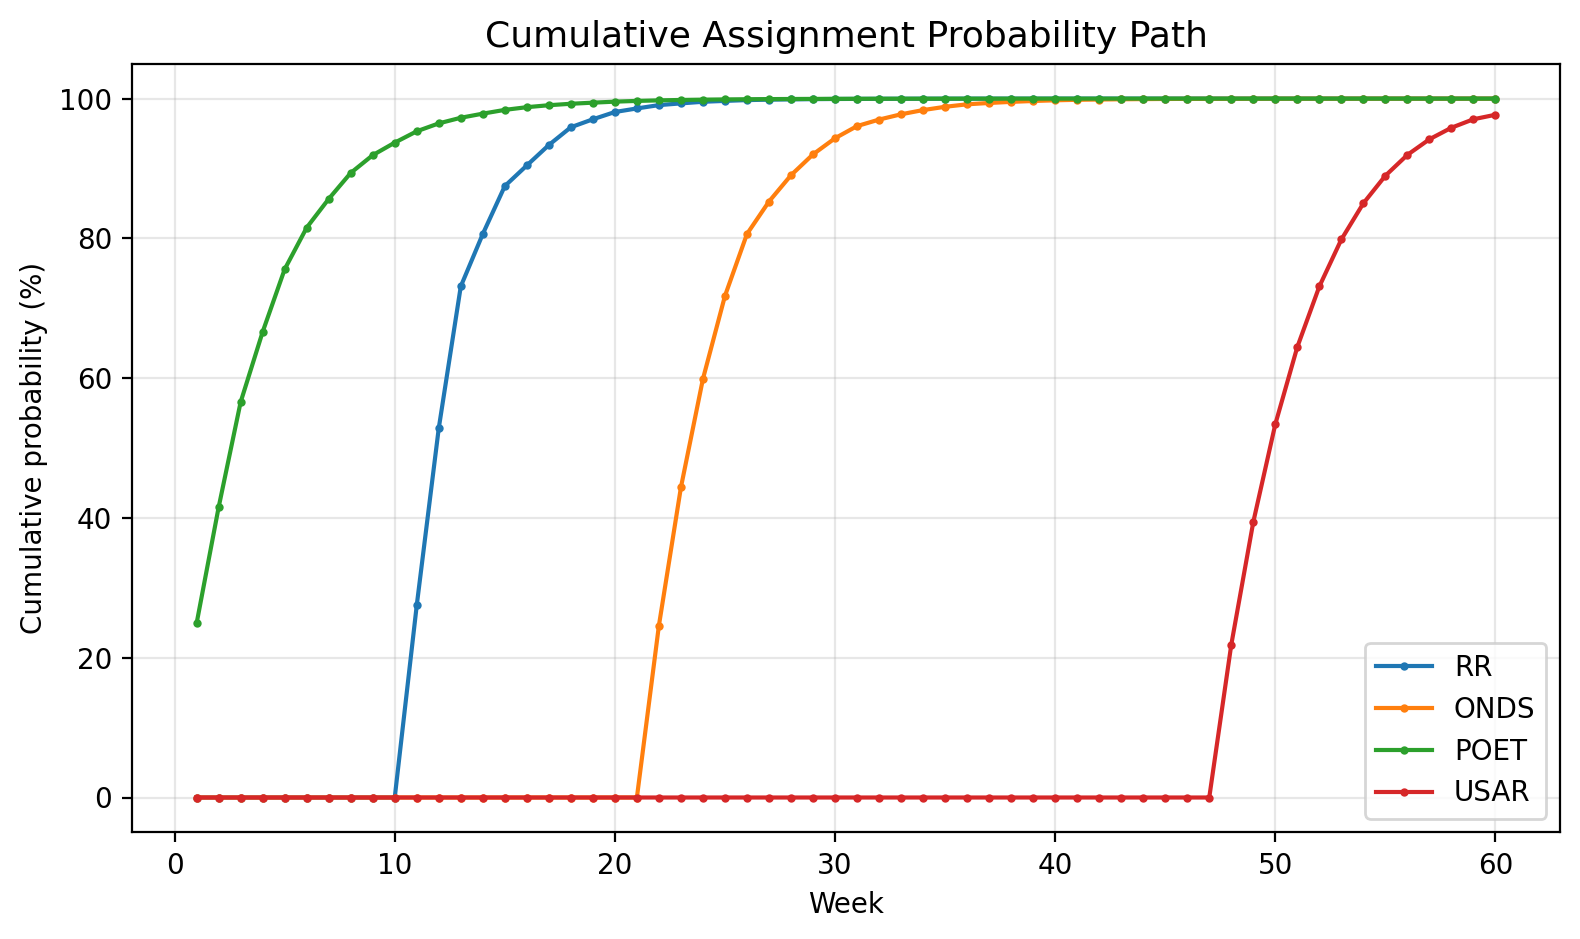 Cumulative Assignment Probability Path
Cumulative probability (%)
100
80
60
40
20
0
RR
ONDS
POET
USAR
0 10 20 30 40 50 60
Week